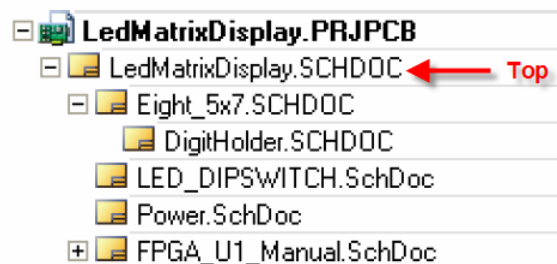 LedMatrixDisplay.PRJPCB
LedMatrixDisplay.SCHDOC Top
Eight_5x7.SCHDOC
DigitHolder.SCHDOC
LED_DIPSWITCH.SchDoc
Power.SchDoc
FPGA_U1_Manual.SchDoc